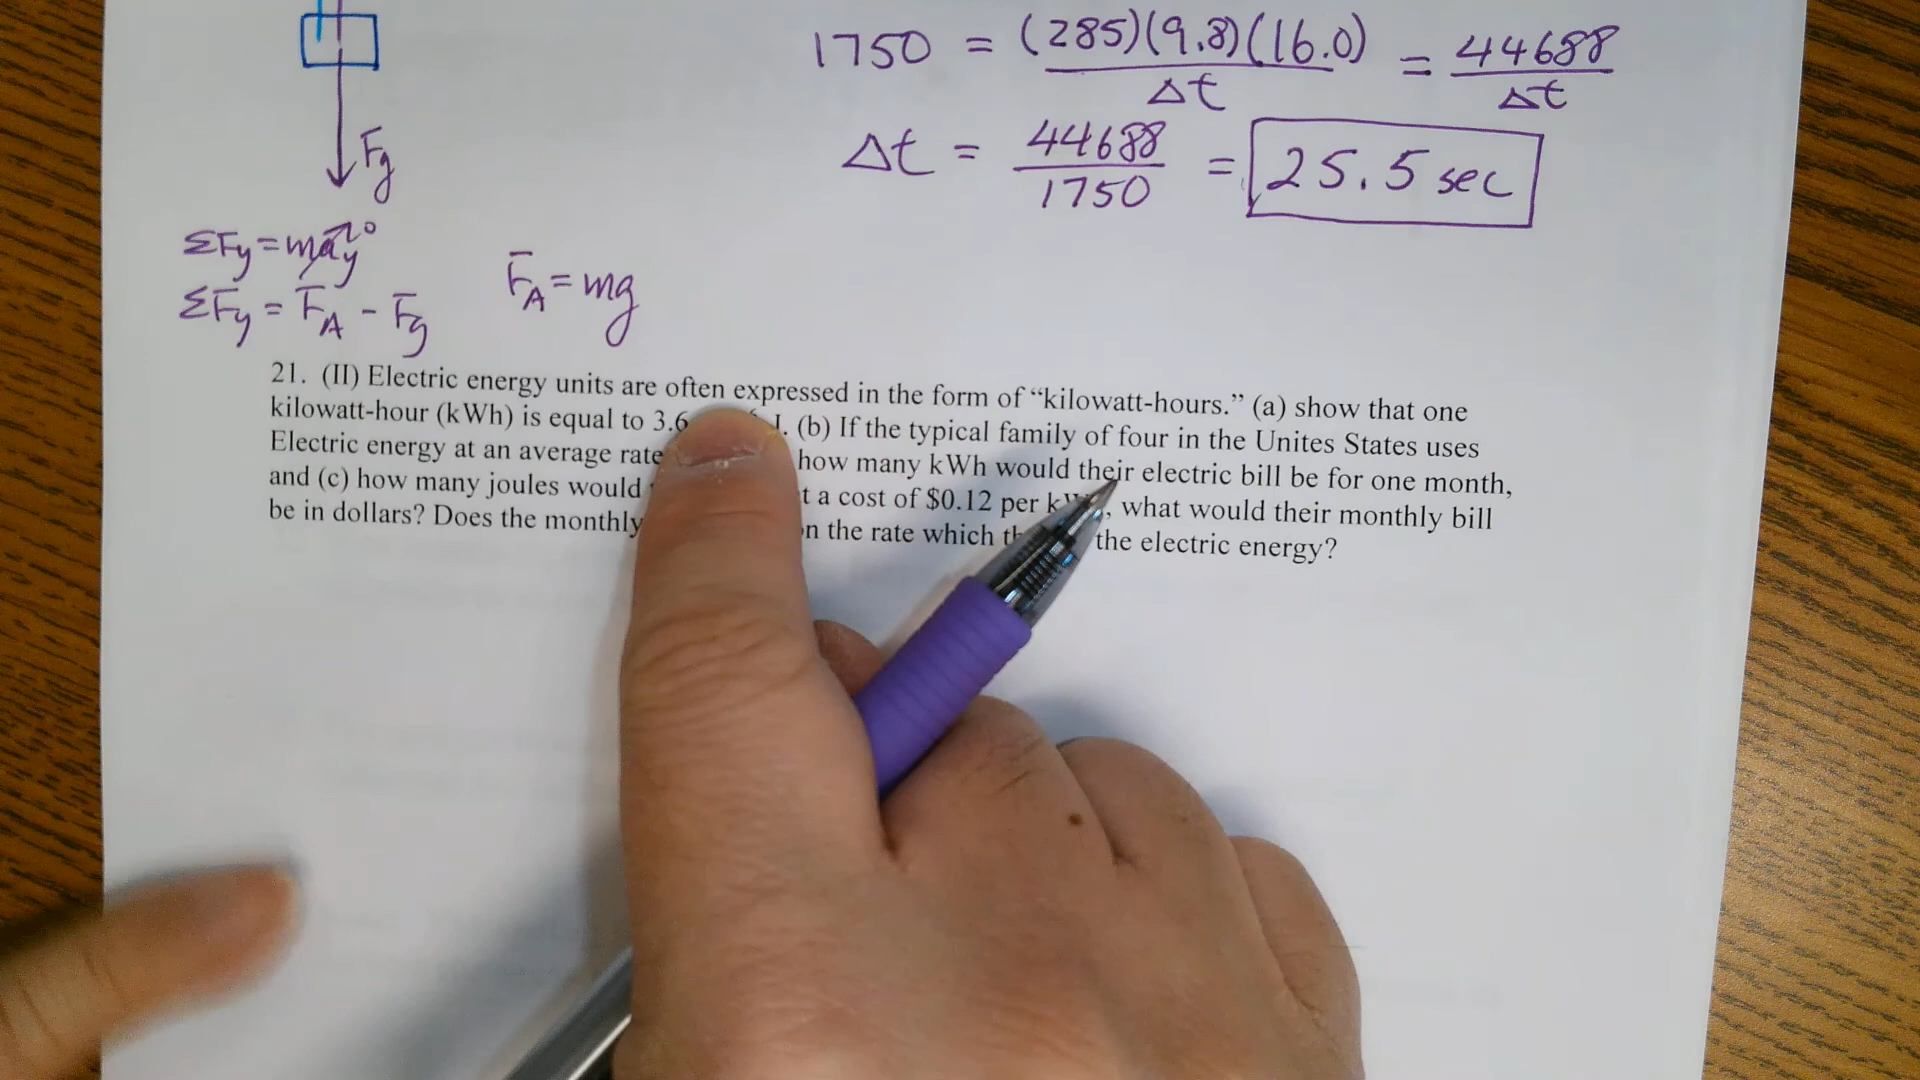 1750 = (285)(9.8)(16.0) / Δt = 44688 / Δt
Δt = 44688 / 1750 = 25.5 sec
Fg
ΣFy = may 0
ΣFy = FA - Fg
FA = mg
21. (II) Electric energy units are often expressed in the form of “kilowatt-hours.” (a) show that one
kilowatt-hour (kWh) is equal to 3.6 J. (b) If the typical family of four in the Unites States uses
Electric energy at an average rate how many kWh would their electric bill be for one month,
and (c) how many joules would a cost of $0.12 per what would their monthly bill
be in dollars? Does the monthly the rate which the electric energy?